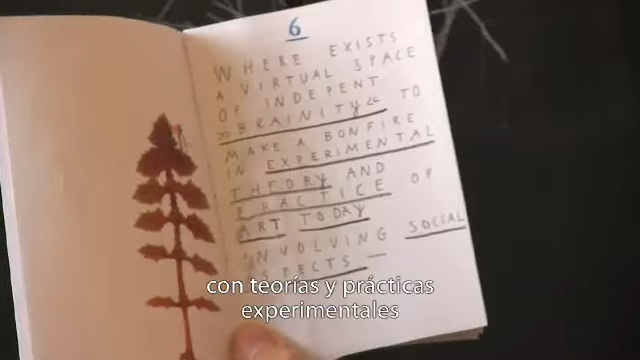 6
WHERE EXISTS
A VIRTUAL SPACE
OF INDEPENT
»BRAINITY« TO
MAKE A BONFIRE
IN EXPERIMENTAL
THEORY AND
PRACTICE OF
ART TODAY
INVOLVING SOCIAL
ASPECTS —
con teorías y prácticas
experimentales